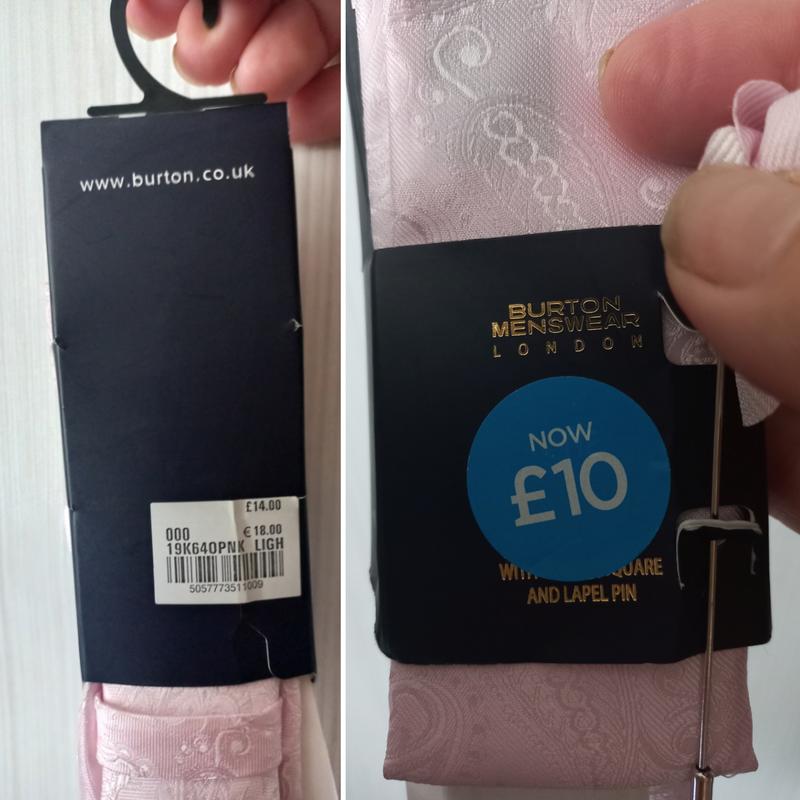 www.burton.co.uk
£14.00
000 €18.00
19K640PNK LIGH
5057773511009
BURTON
MENSWEAR
LONDON
NOW
£10
QUARE
AND LAPEL PIN